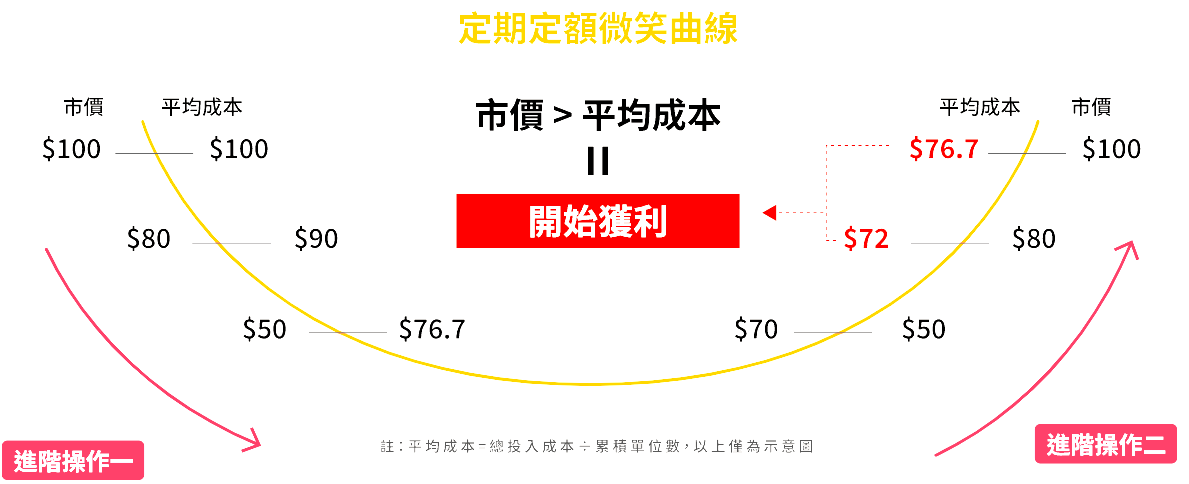 定期定額微笑曲線
市價 平均成本
市價 > 平均成本
平均成本 市價
$100 $100
=
$76.7 $100
開始獲利
$80 $90
$72 $80
$50 $76.7
$70 $50
註：平均成本=總投入成本÷累積單位數，以上僅為示意圖
進階操作一
進階操作二